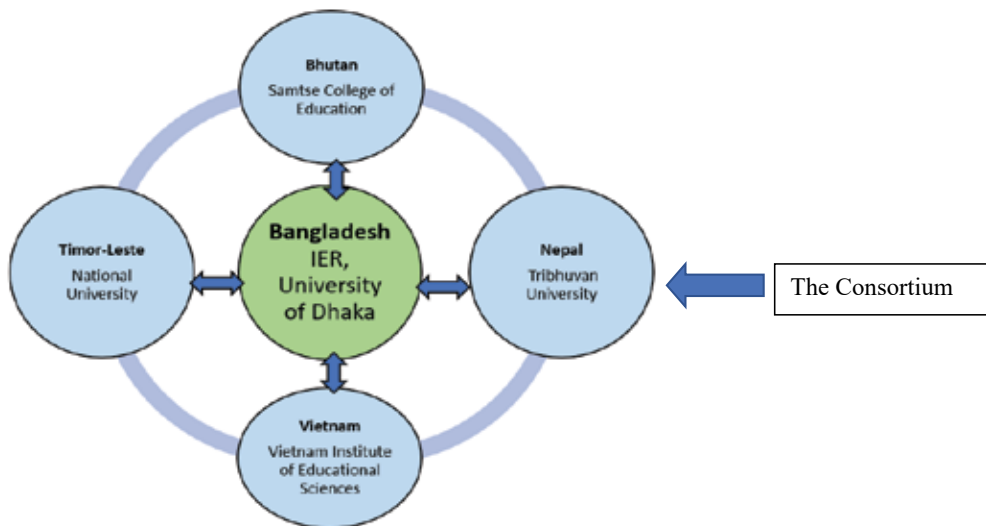 Bhutan
Samtse College of
Education
Timor-Leste
National
University
Bangladesh
IER,
University
of Dhaka
Nepal
Tribhuvan
University
The Consortium
Vietnam
Vietnam Institute
of Educational
Sciences